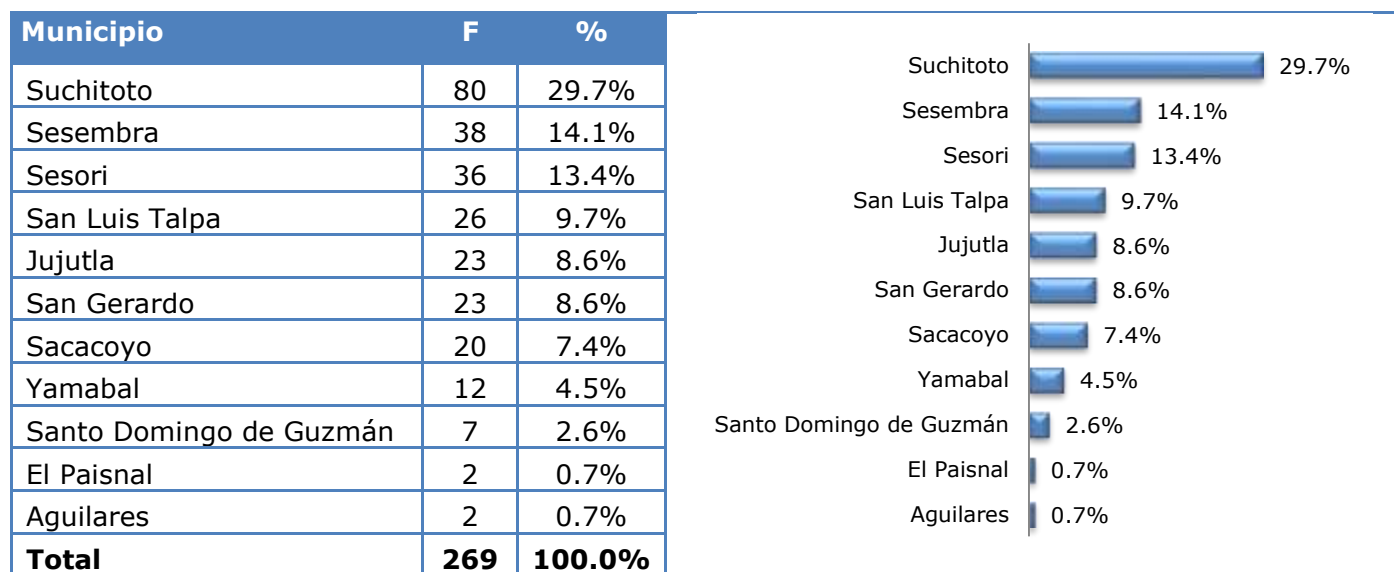 Municipio F %
Suchitoto 80 29.7%
Sesembra 38 14.1%
Sesori 36 13.4%
San Luis Talpa 26 9.7%
Jujutla 23 8.6%
San Gerardo 23 8.6%
Sacacoyo 20 7.4%
Yamabal 12 4.5%
Santo Domingo de Guzmán 7 2.6%
El Paisnal 2 0.7%
Aguilares 2 0.7%
Total 269 100.0%
Suchitoto 29.7%
Sesembra 14.1%
Sesori 13.4%
San Luis Talpa 9.7%
Jujutla 8.6%
San Gerardo 8.6%
Sacacoyo 7.4%
Yamabal 4.5%
Santo Domingo de Guzmán 2.6%
El Paisnal 0.7%
Aguilares 0.7%